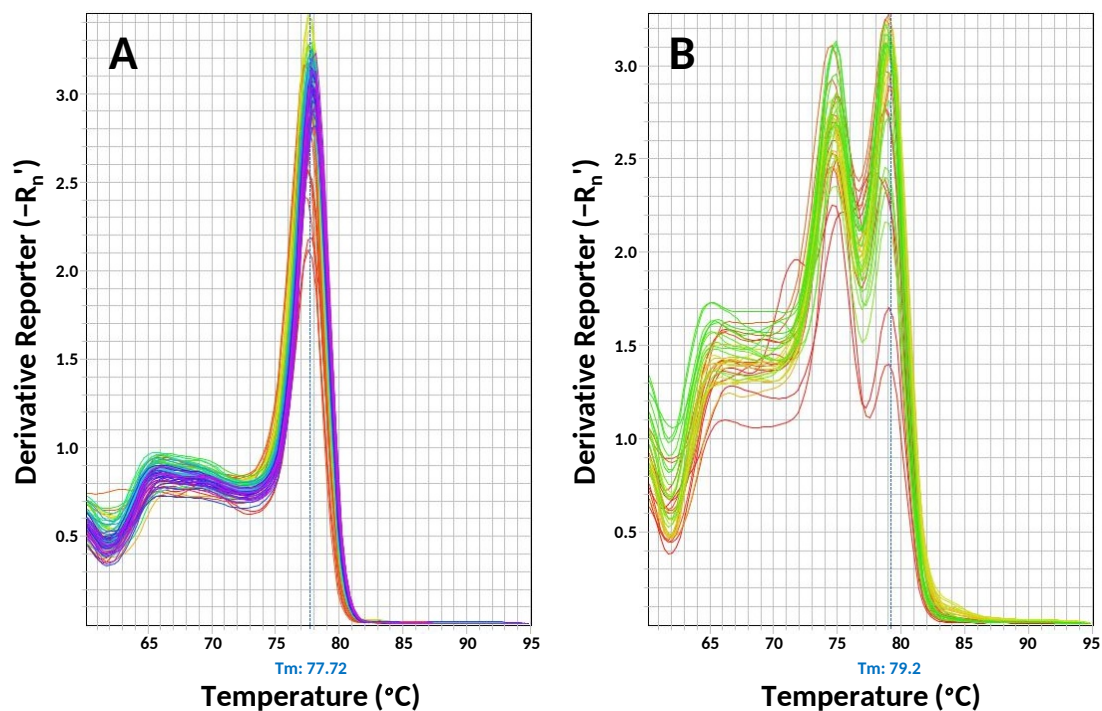 A
3.0
2.5
2.0
1.5
1.0
0.5
Derivative Reporter (−Rn')
65 70 75 80 85 90 95
Tm: 77.72
Temperature (°C)
B
3.0
2.5
2.0
1.5
1.0
0.5
Derivative Reporter (−Rn')
65 70 75 80 85 90 95
Tm: 79.2
Temperature (°C)